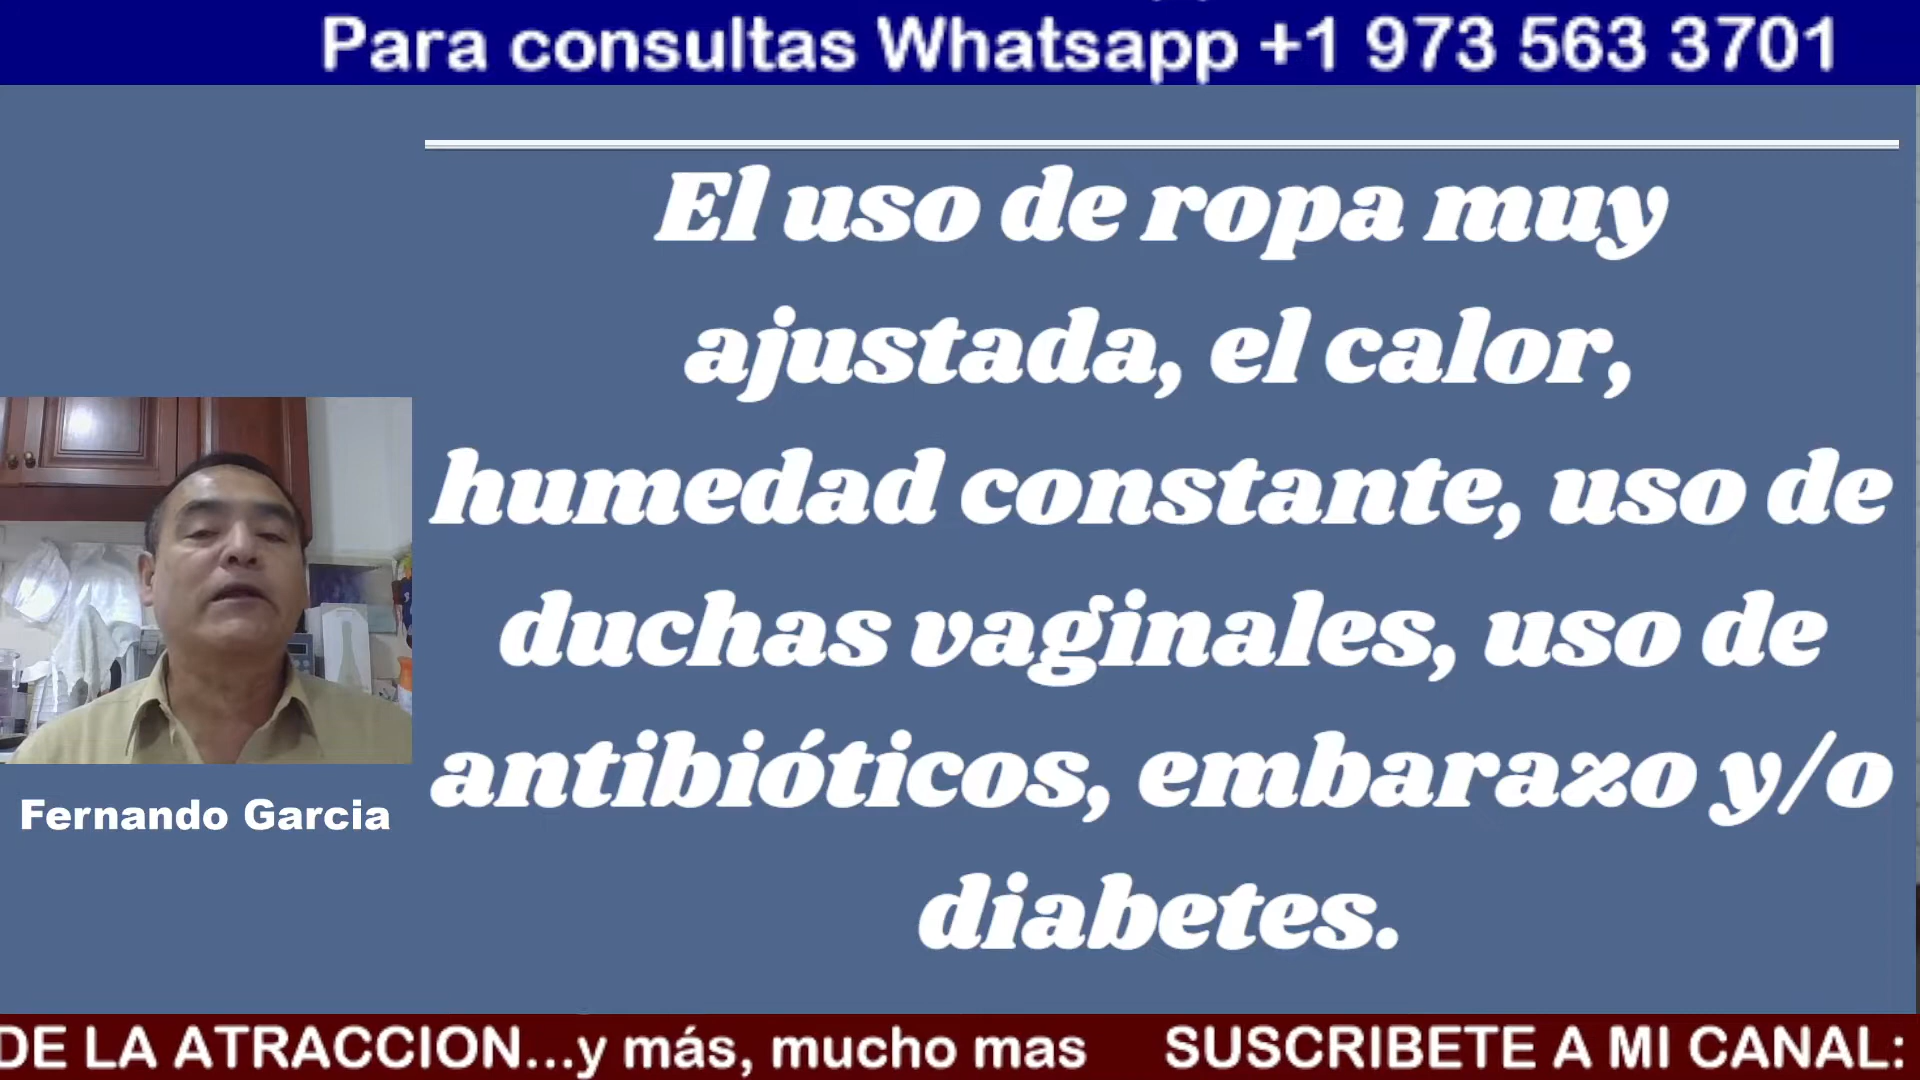 Para consultas Whatsapp +1 973 563 3701
El uso de ropa muy
ajustada, el calor,
humedad constante, uso de
duchas vaginales, uso de
antibióticos, embarazo y/o
diabetes.
Fernando Garcia
DE LA ATRACCION...y más, mucho mas SUSCRIBETE A MI CANAL: